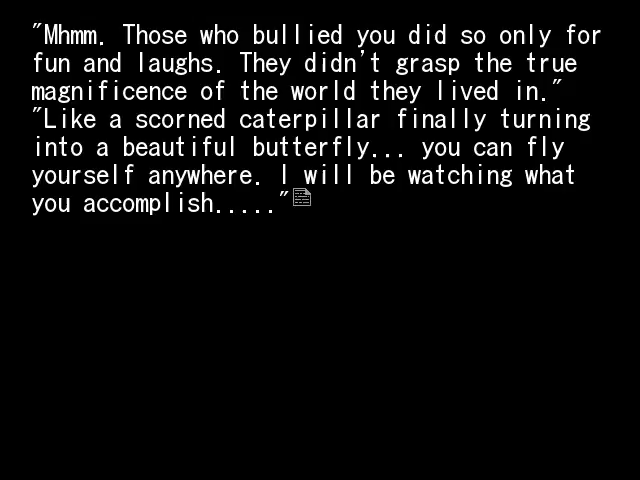 "Mhmm. Those who bullied you did so only for
fun and laughs. They didn't grasp the true
magnificence of the world they lived in."
"Like a scorned caterpillar finally turning
into a beautiful butterfly... you can fly
yourself anywhere. I will be watching what
you accomplish....."